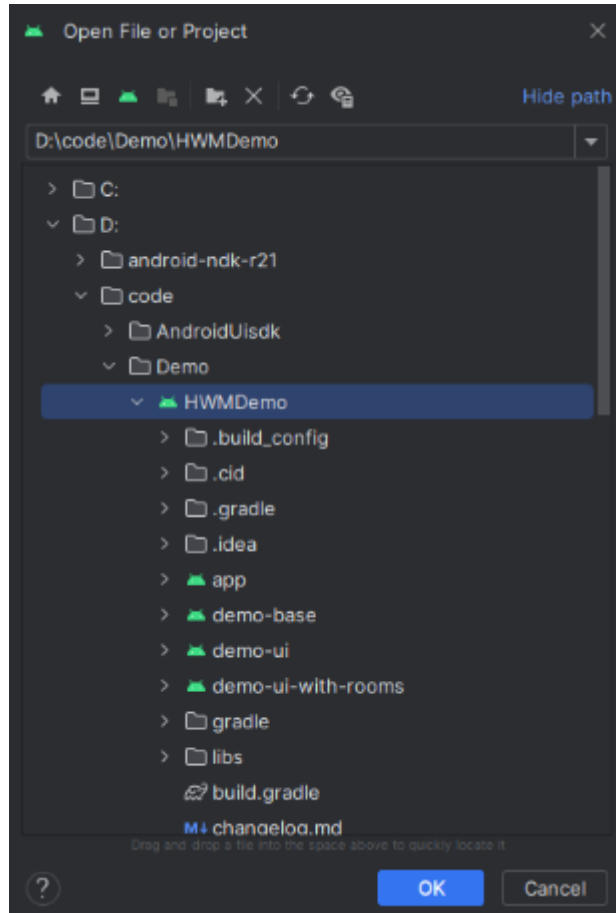 Open File or Project
Hide path
D:\code\Demo\HWMDemo
C:
D:
android-ndk-r21
code
AndroidUisdk
Demo
HWMDemo
.build_config
.cid
.gradle
.idea
app
demo-base
demo-ui
demo-ui-with-rooms
gradle
libs
build.gradle
M↓ changelog.md
Drag and drop a file into the space above to quickly locate it
? OK Cancel